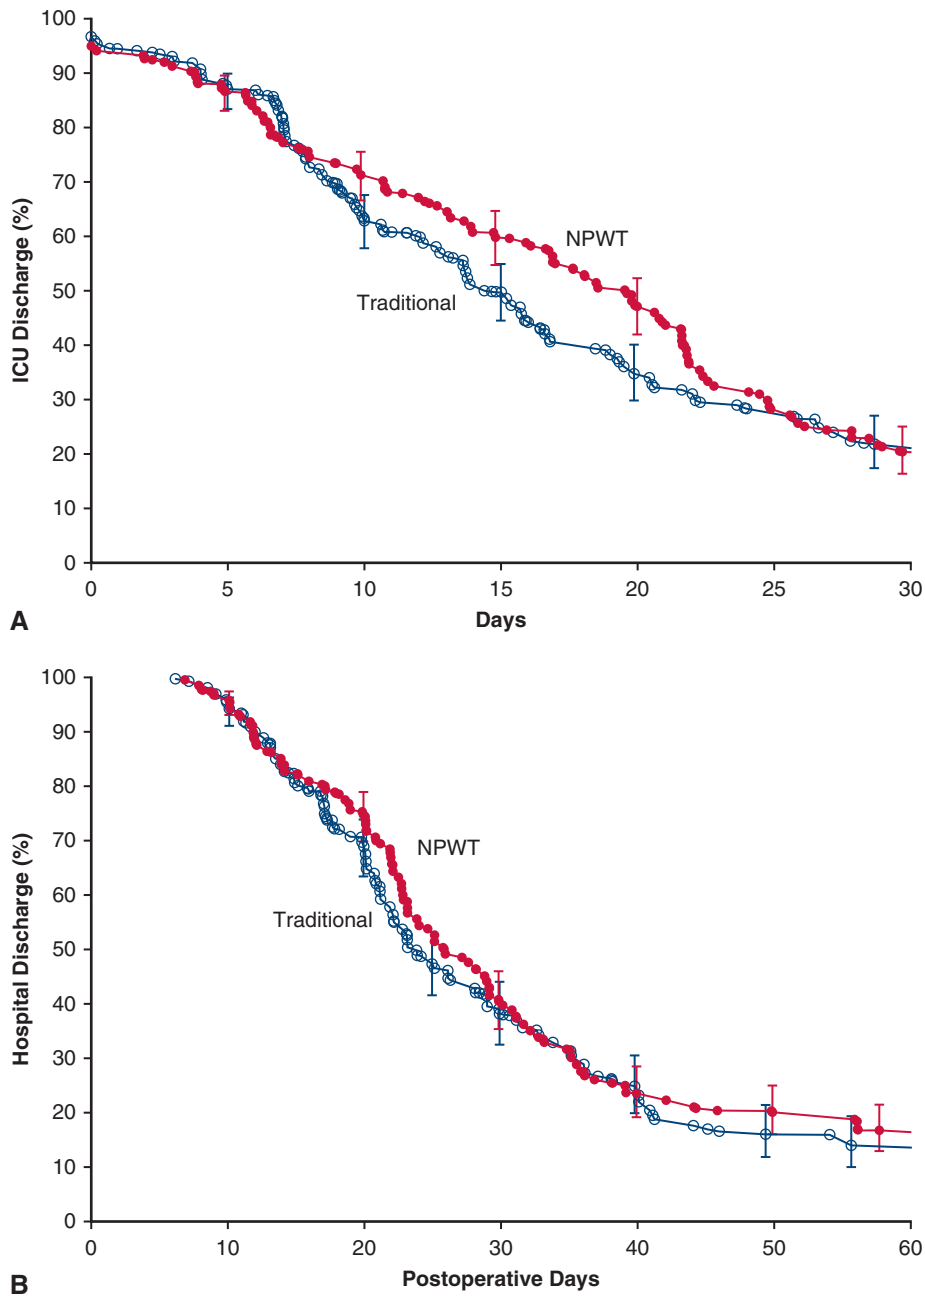 100
90
80
70
60
50
40
30
20
10
0
ICU Discharge (%)
NPWT
Traditional
0 5 10 15 20 25 30
Days
A
100
90
80
70
60
50
40
30
20
10
0
Hospital Discharge (%)
NPWT
Traditional
0 10 20 30 40 50 60
Postoperative Days
B